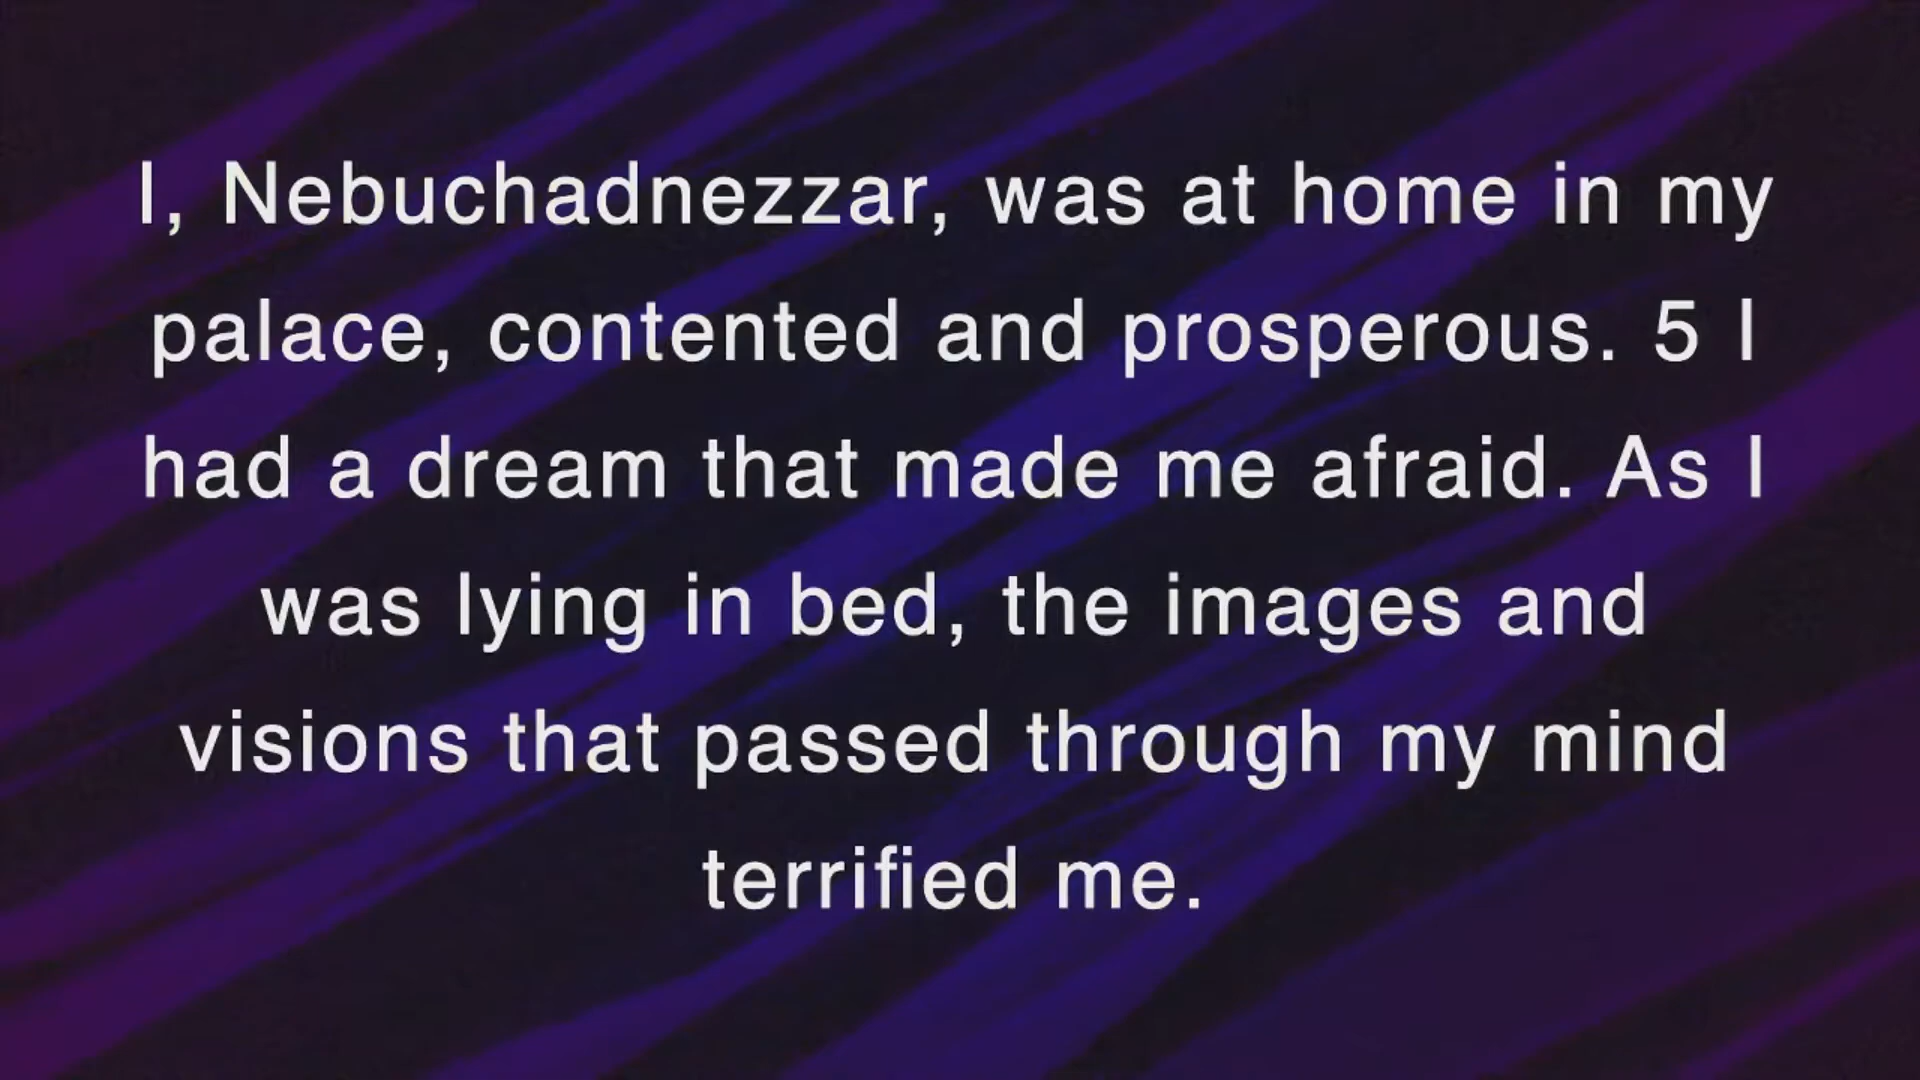 I, Nebuchadnezzar, was at home in my
palace, contented and prosperous. 5 I
had a dream that made me afraid. As I
was lying in bed, the images and
visions that passed through my mind
terrified me.